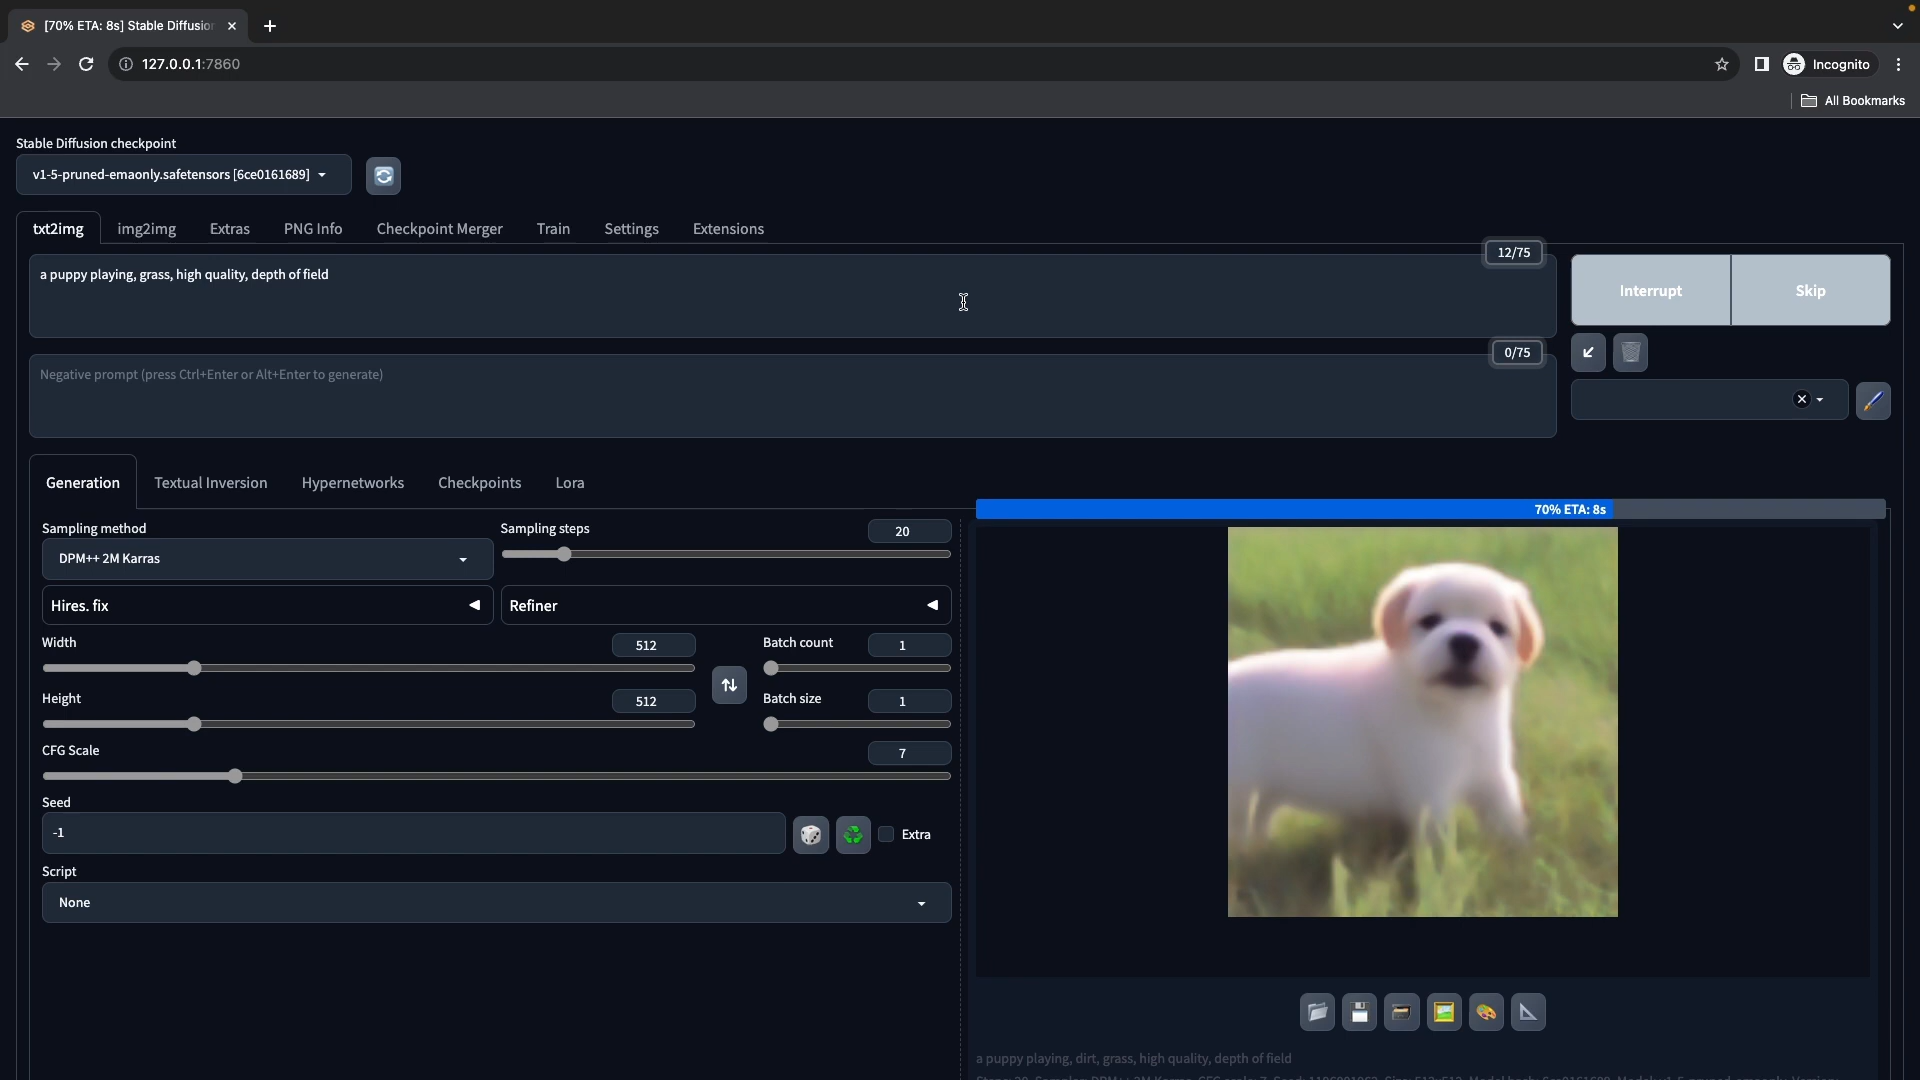 [70% ETA: 8s] Stable Diffusio
127.0.0.1:7860
Incognito
All Bookmarks
Stable Diffusion checkpoint
v1-5-pruned-emaonly.safetensors [6ce0161689]
txt2img img2img Extras PNG Info Checkpoint Merger Train Settings Extensions
12/75
a puppy playing, grass, high quality, depth of field
Interrupt Skip
0/75
Negative prompt (press Ctrl+Enter or Alt+Enter to generate)
Generation Textual Inversion Hypernetworks Checkpoints Lora
70% ETA: 8s
Sampling method
DPM++ 2M Karras
Sampling steps
20
Hires. fix
Refiner
Width
512
Batch count
1
Height
512
Batch size
1
CFG Scale
7
Seed
-1
Extra
Script
None
a puppy playing, dirt, grass, high quality, depth of field